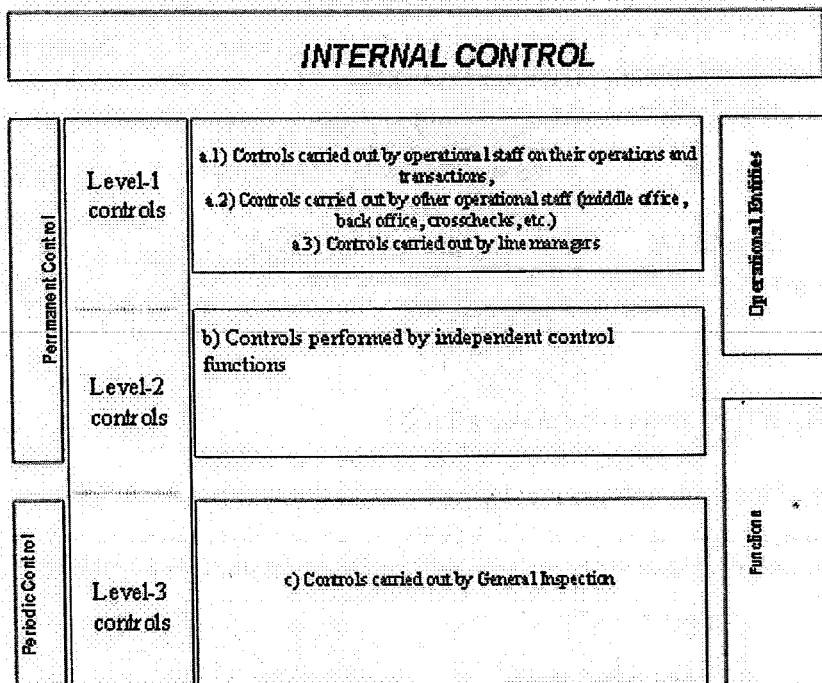 INTERNAL CONTROL
Permanent Control
Level-1
controls
a.1) Controls carried out by operational staff on their operations and
transactions,
a.2) Controls carried out by other operational staff (middle office,
back office, crosschecks, etc.)
a.3) Controls carried out by line managers
Operational Entities
Level-2
controls
b) Controls performed by independent control
functions
Periodic Control
Level-3
controls
c) Controls carried out by General Inspection
Functions